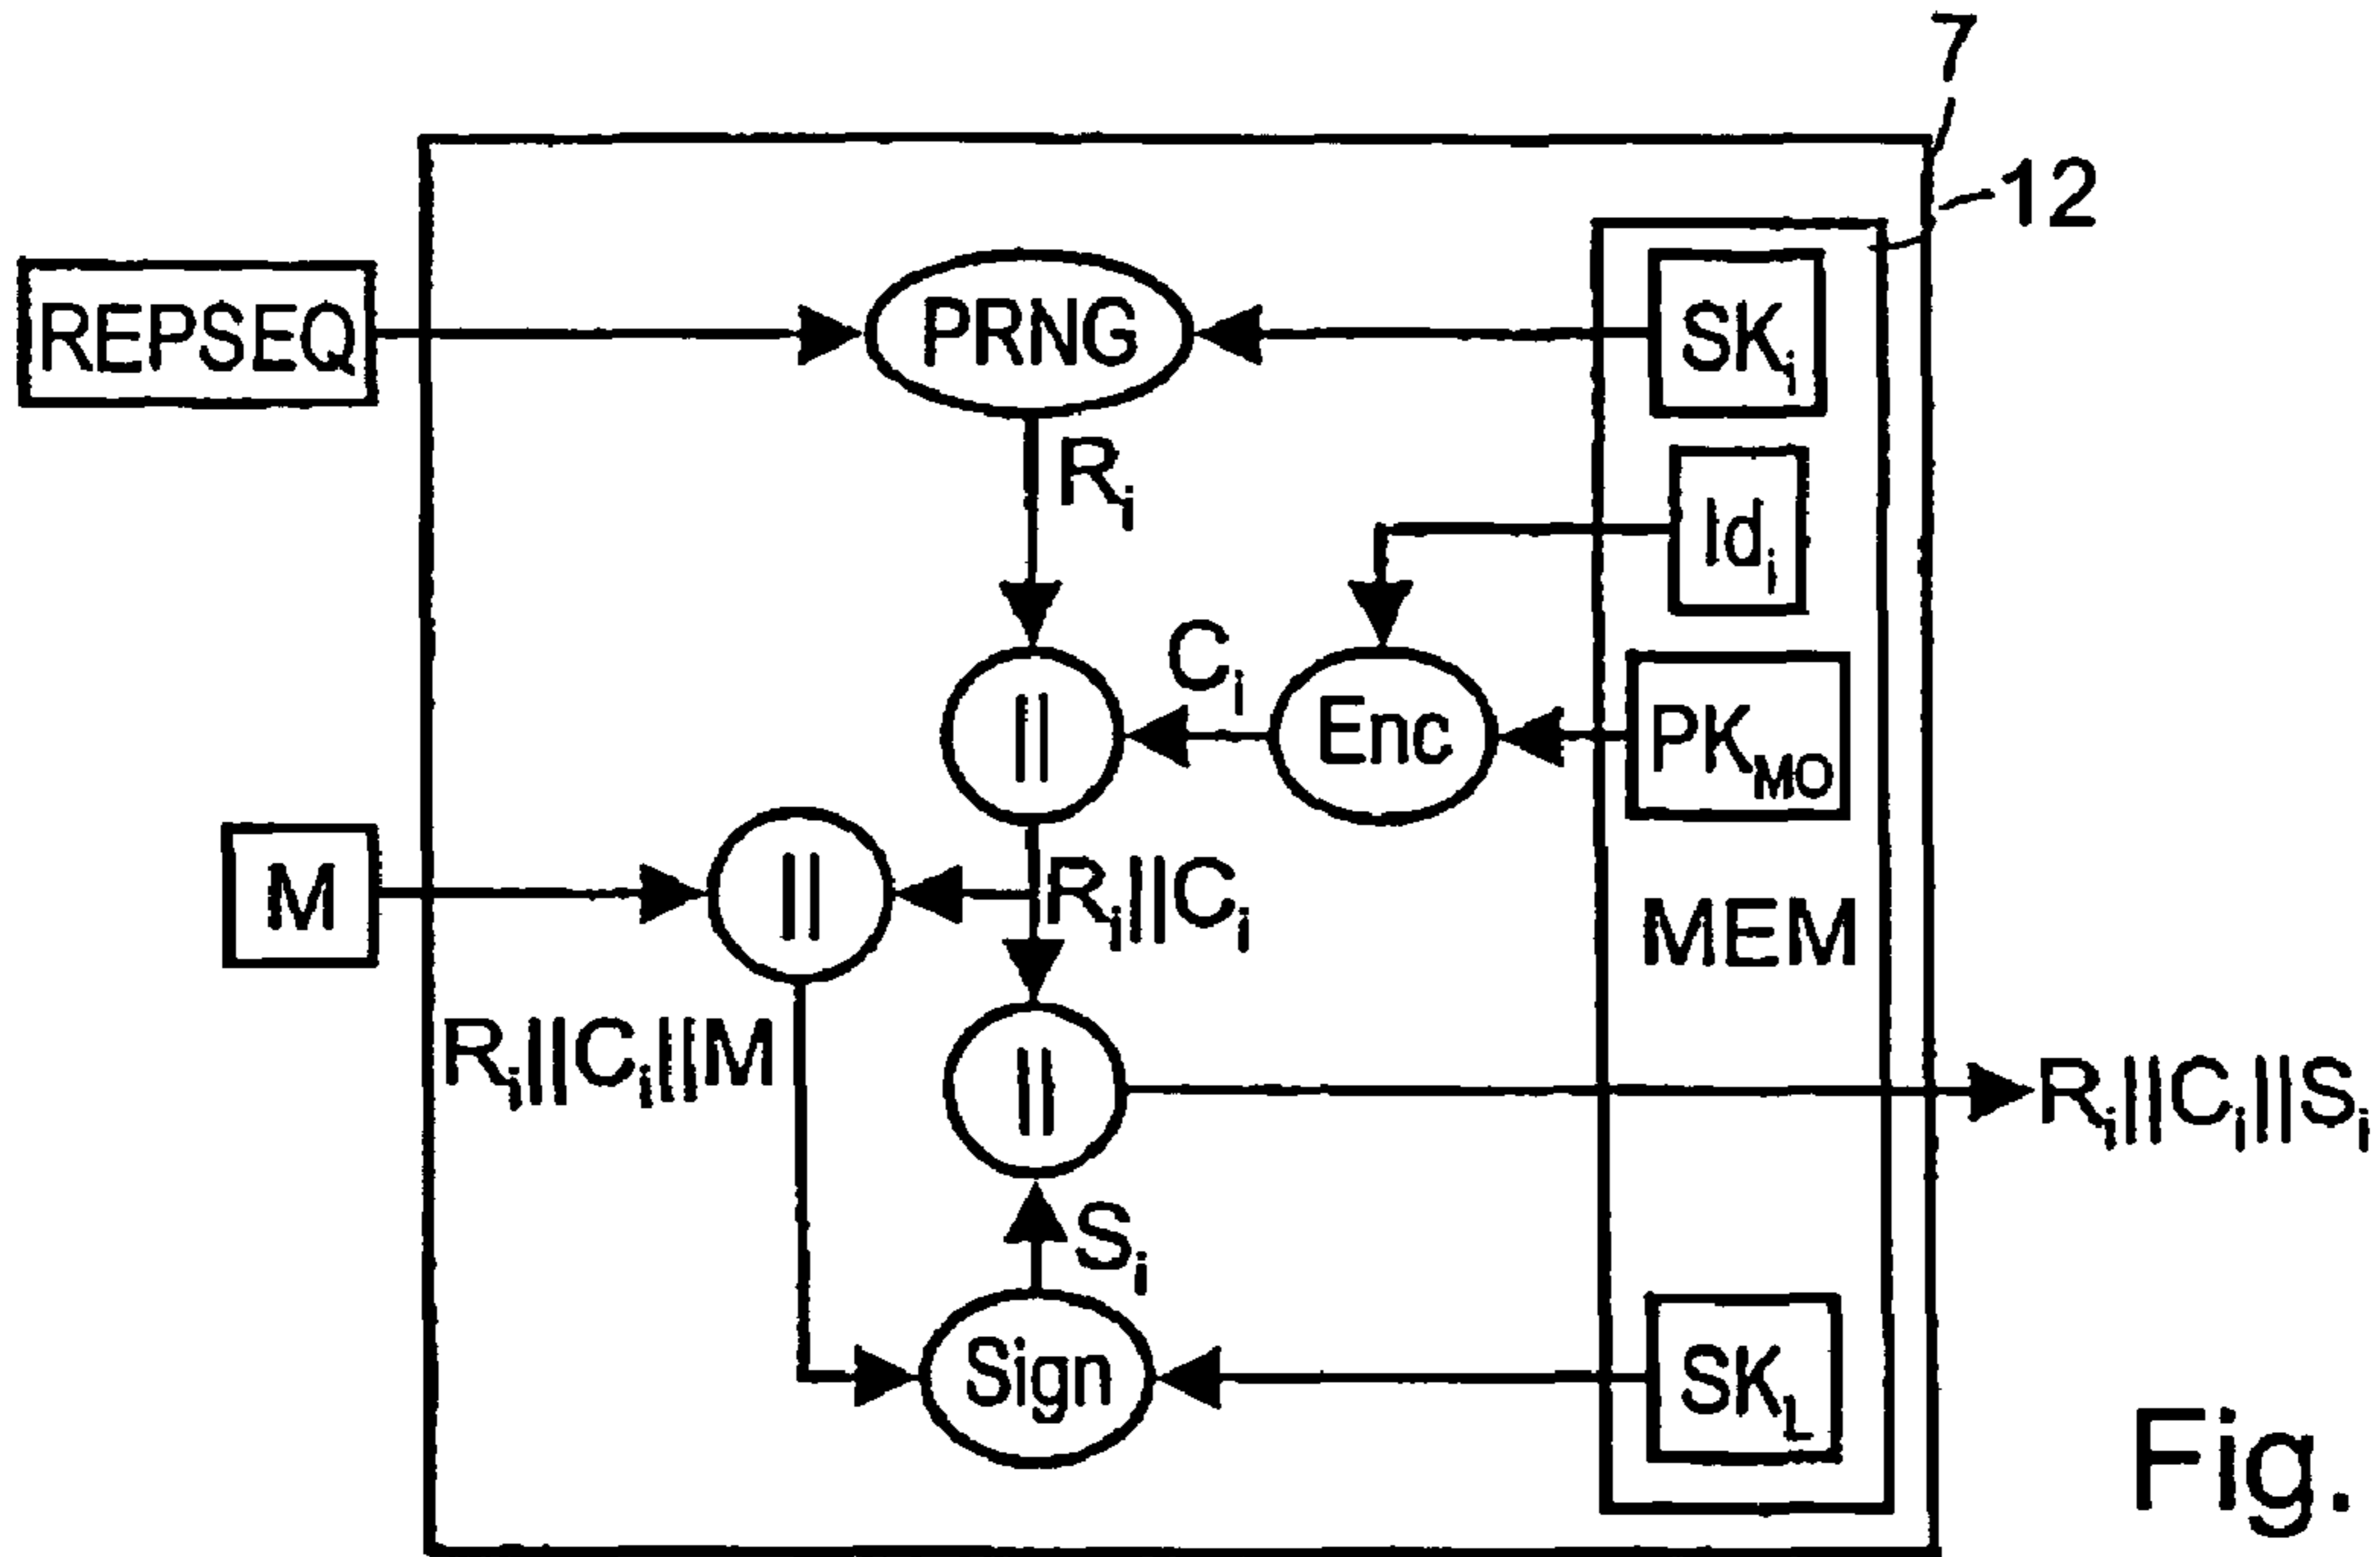 7
12
REPSEQ
PRNG
SKi
Ri
Idi
Ci
Enc
PKMO
||
M
||
Ri||Ci
MEM
Ri||Ci||M
||
Ri||Ci||Si
Si
Sign
SKL
Fig.